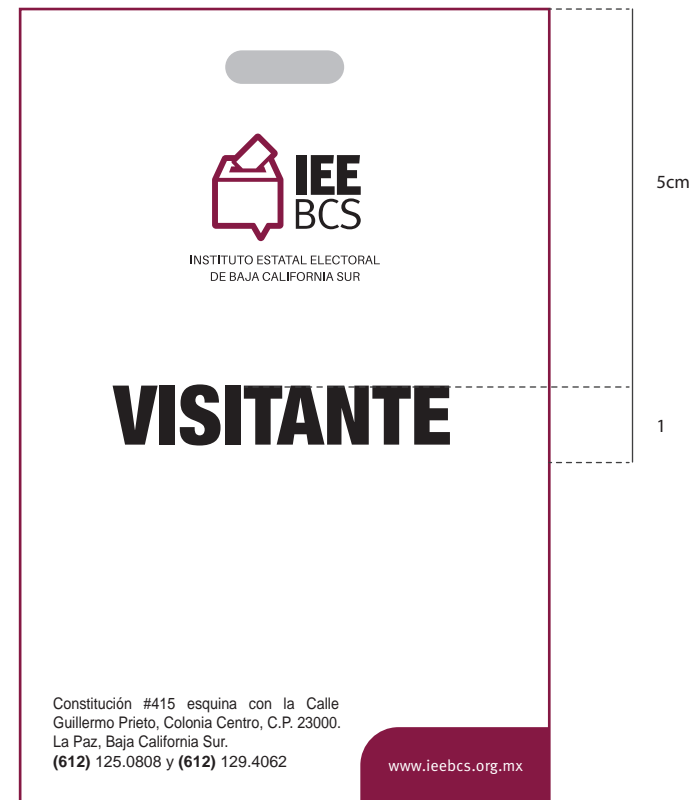 IEE
BCS
INSTITUTO ESTATAL ELECTORAL
DE BAJA CALIFORNIA SUR
5cm
VISITANTE
1
Constitución #415 esquina con la Calle
Guillermo Prieto, Colonia Centro, C.P. 23000.
La Paz, Baja California Sur.
(612) 125.0808 y (612) 129.4062
www.ieebcs.org.mx